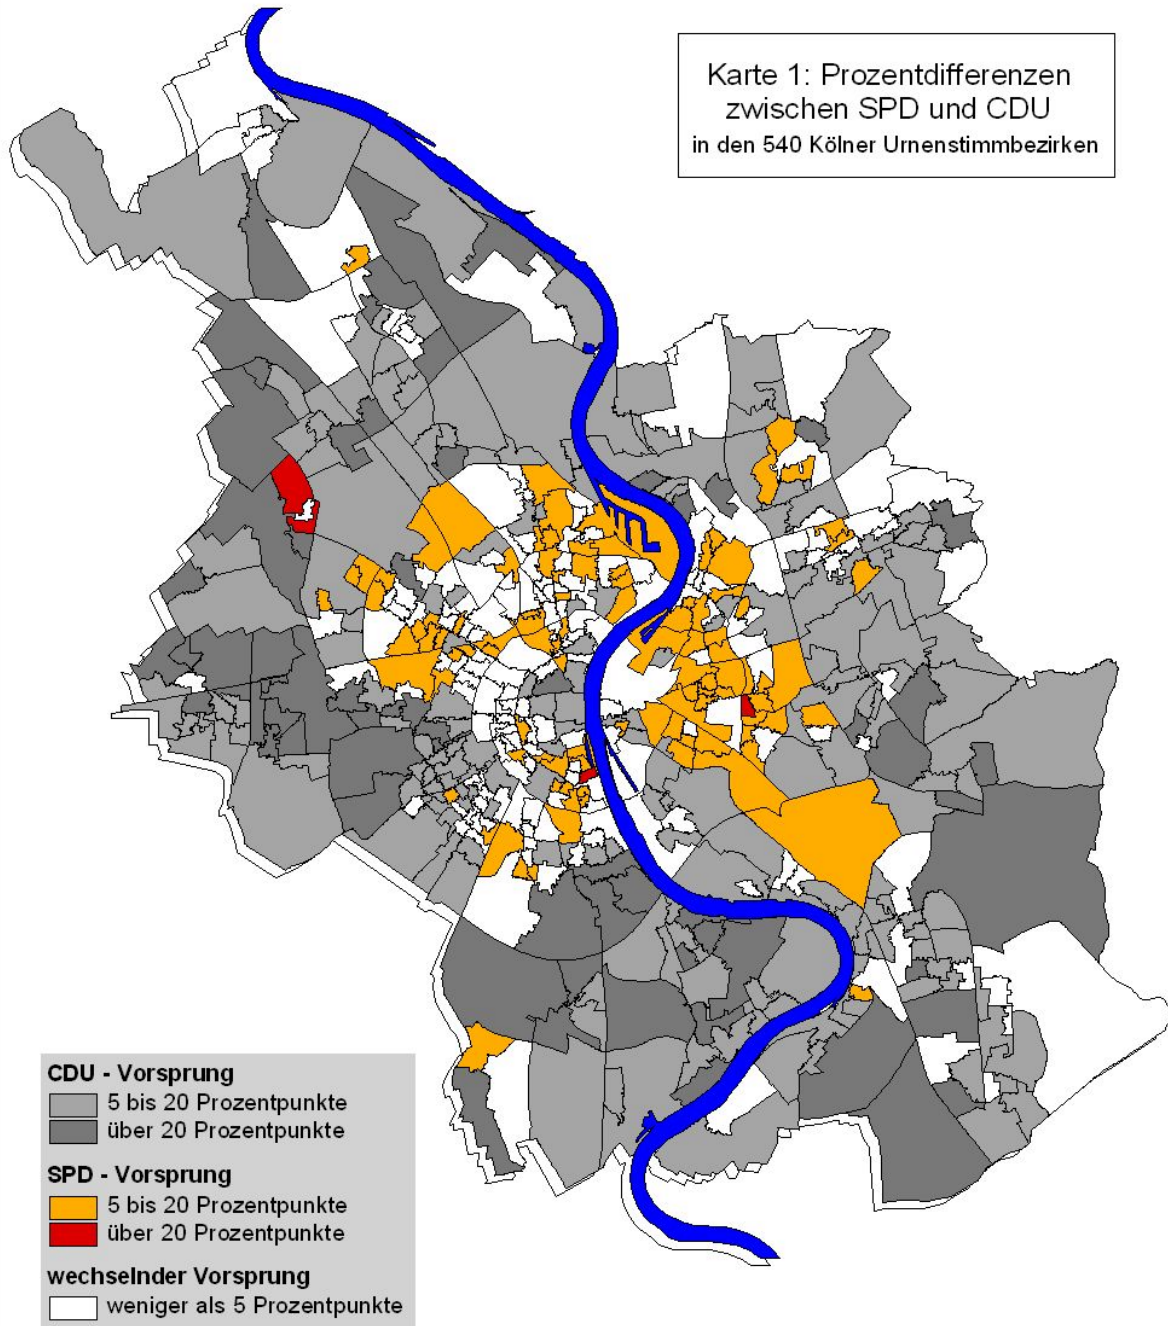 Karte 1: Prozentdifferenzen
zwischen SPD und CDU
in den 540 Kölner Urnenstimmbezirken
CDU - Vorsprung
5 bis 20 Prozentpunkte
über 20 Prozentpunkte
SPD - Vorsprung
5 bis 20 Prozentpunkte
über 20 Prozentpunkte
wechselnder Vorsprung
weniger als 5 Prozentpunkte